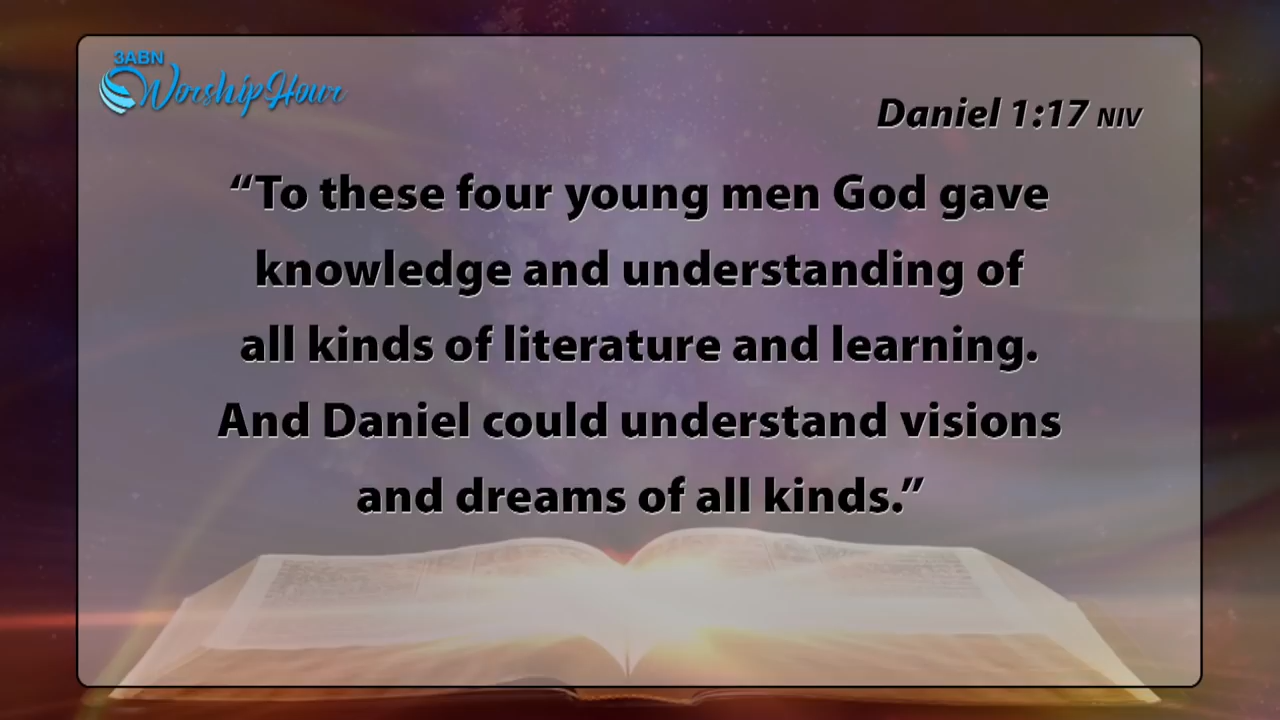 3ABN
Worship Hour
Daniel 1:17 NIV
“To these four young men God gave
knowledge and understanding of
all kinds of literature and learning.
And Daniel could understand visions
and dreams of all kinds.”